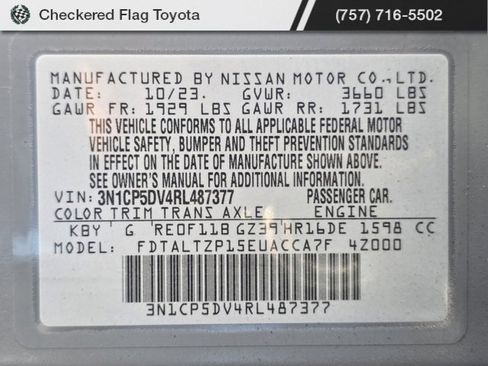 Checkered Flag Toyota (757) 716-5502
MANUFACTURED BY NISSAN MOTOR CO., LTD.
DATE: 10/23. GVWR: 3660 LBS
GAWR FR: 1929 LBS GAWR RR: 1731 LBS
THIS VEHICLE CONFORMS TO ALL APPLICABLE FEDERAL MOTOR
VEHICLE SAFETY, BUMPER AND THEFT PREVENTION STANDARDS
IN EFFECT ON THE DATE OF MANUFACTURE SHOWN ABOVE.
SEE OWNER'S MANUAL FOR ADDITIONAL INFORMATION.
VIN: 3N1CP5DV4RL487377 PASSENGER CAR.
COLOR TRIM TRANS AXLE ENGINE
KBY G RE0F11B GZ39 HR16DE 1598 CC
MODEL: FDTALTZP15EUACCA7F 4Z000
3N1CP5DV4RL487377